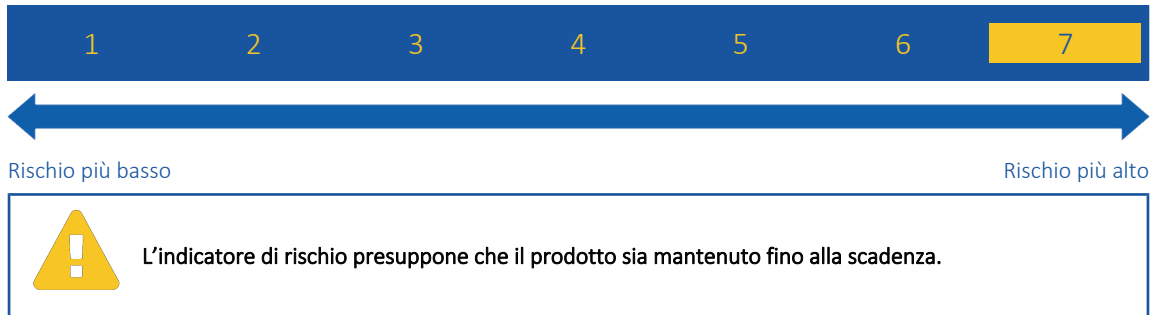 1 2 3 4 5 6 7
Rischio più basso Rischio più alto
L'indicatore di rischio presuppone che il prodotto sia mantenuto fino alla scadenza.